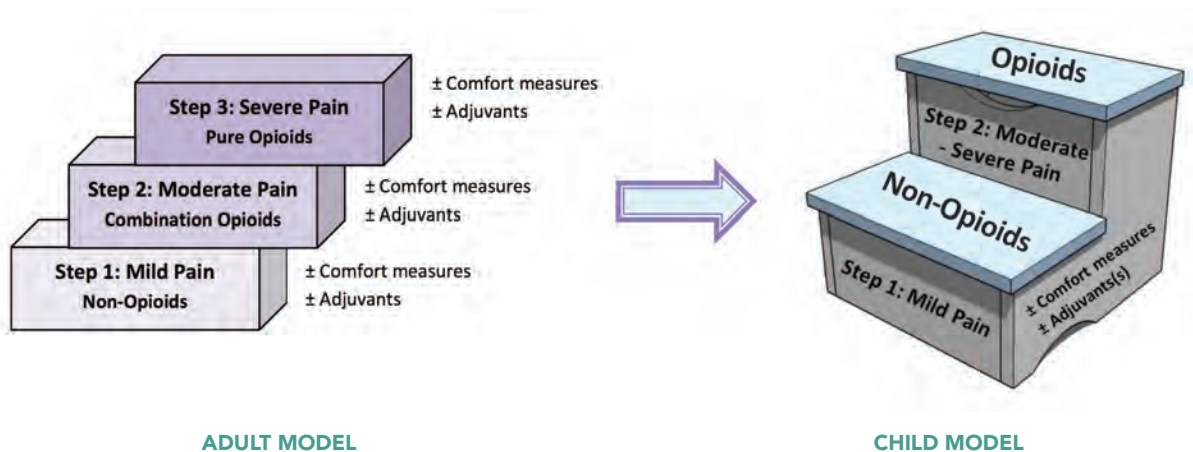 Step 3: Severe Pain
Pure Opioids
± Comfort measures
± Adjuvants
Step 2: Moderate Pain
Combination Opioids
± Comfort measures
± Adjuvants
Step 1: Mild Pain
Non-Opioids
± Comfort measures
± Adjuvants
ADULT MODEL
Opioids
Step 2: Moderate
- Severe Pain
Non-Opioids
Step 1: Mild Pain
± Comfort measures
± Adjuvants(s)
CHILD MODEL